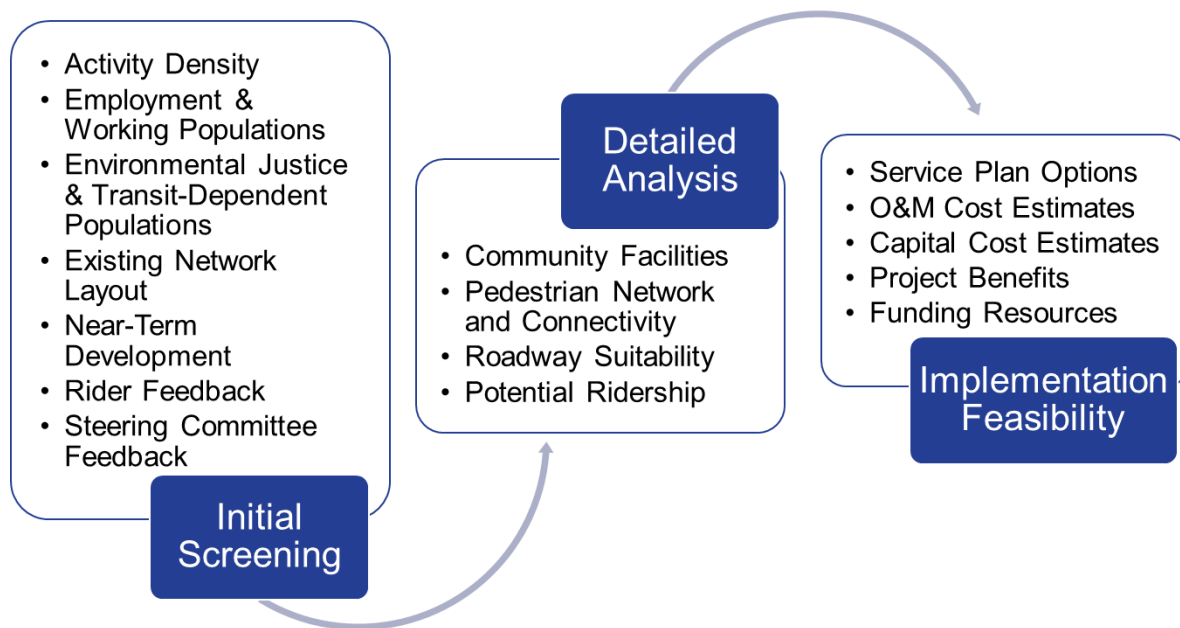 • Activity Density
• Employment &
Working Populations
• Environmental Justice
& Transit-Dependent
Populations
• Existing Network
Layout
• Near-Term
Development
• Rider Feedback
• Steering Committee
Feedback
Initial
Screening
Detailed
Analysis
• Community Facilities
• Pedestrian Network
and Connectivity
• Roadway Suitability
• Potential Ridership
• Service Plan Options
• O&M Cost Estimates
• Capital Cost Estimates
• Project Benefits
• Funding Resources
Implementation
Feasibility